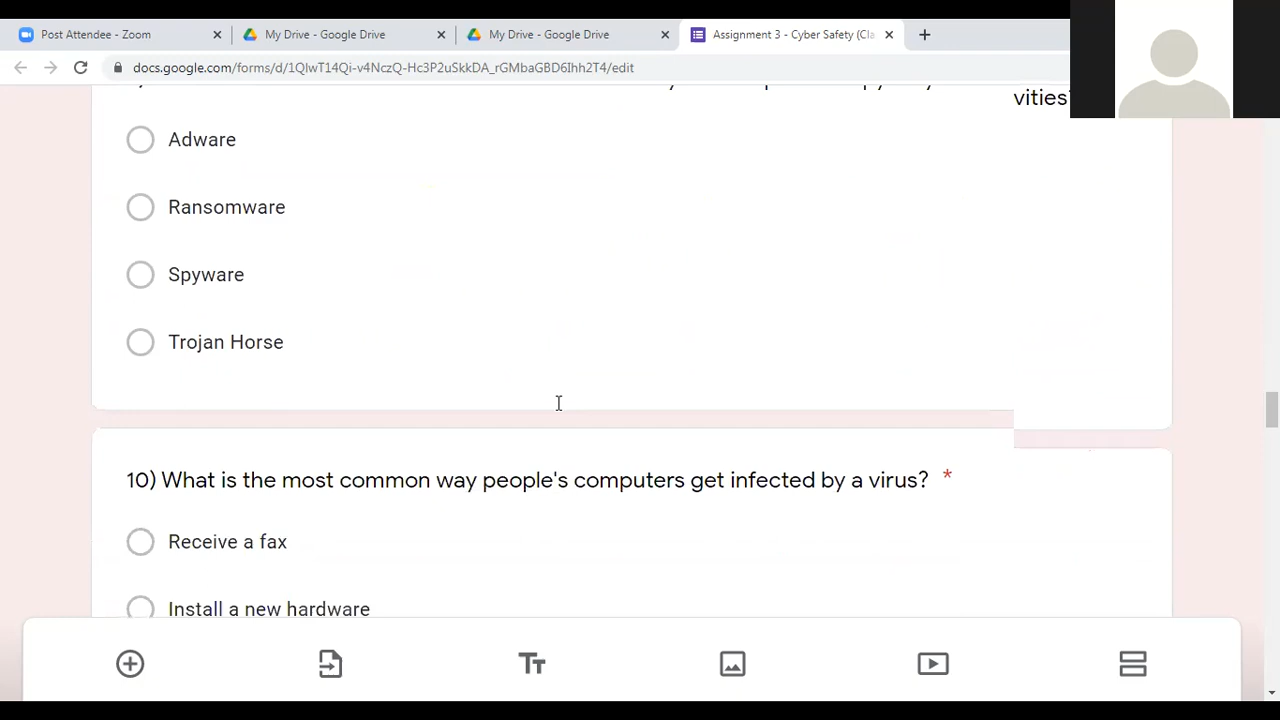 Post Attendee - Zoom
My Drive - Google Drive
My Drive - Google Drive
Assignment 3 - Cyber Safety (Cla
docs.google.com/forms/d/1QlwT14Qi-v4NczQ-Hc3P2uSkkDA_rGMbaGBD6Ihh2T4/edit
vities
Adware
Ransomware
Spyware
Trojan Horse
10) What is the most common way people's computers get infected by a virus? *
Receive a fax
Install a new hardware
Tт